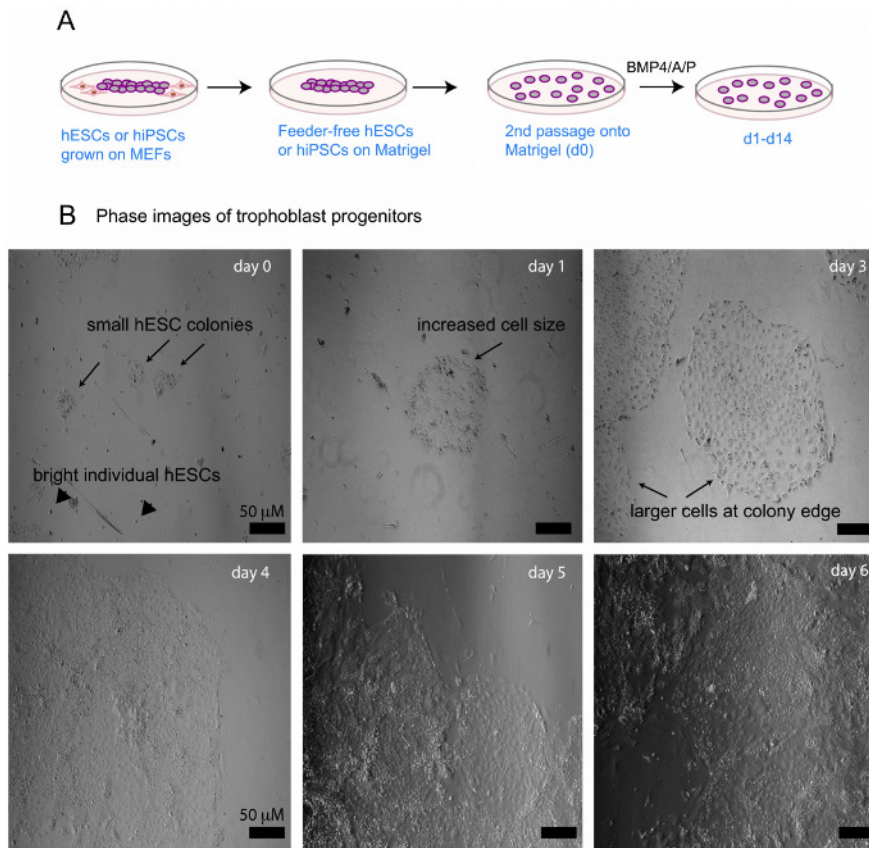 A
BMP4/A/P
hESCs or hiPSCs
grown on MEFs
Feeder-free hESCs
or hiPSCs on Matrigel
2nd passage onto
Matrigel (d0)
d1-d14
B Phase images of trophoblast progenitors
day 0
small hESC colonies
bright individual hESCs
50 μM
day 1
increased cell size
day 3
larger cells at colony edge
day 4
50 μM
day 5
day 6